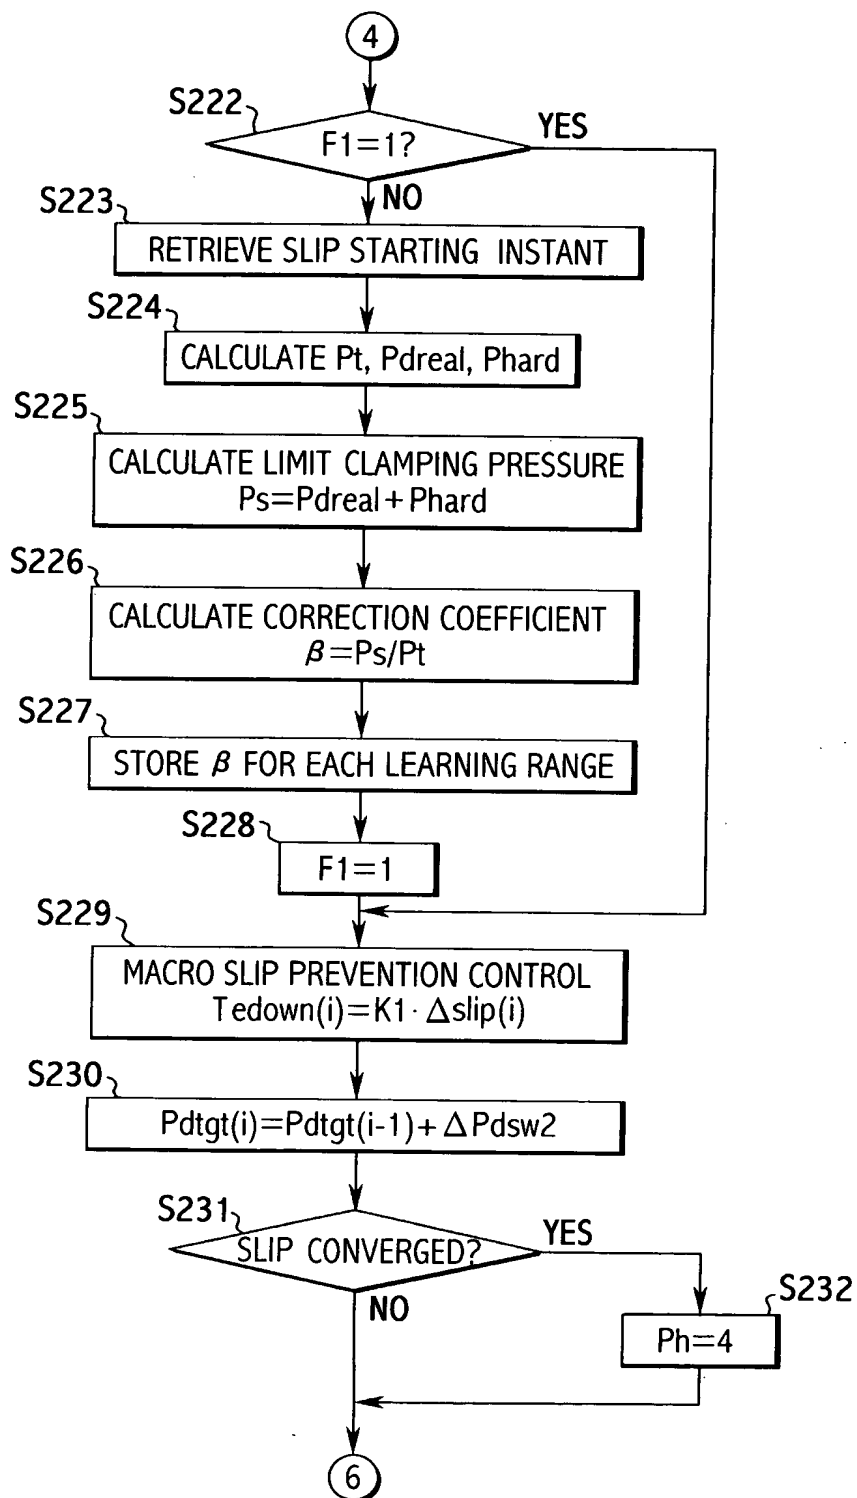 4
S222
F1=1?
YES
NO
S223
RETRIEVE SLIP STARTING INSTANT
S224
CALCULATE Pt, Pdreal, Phard
S225
CALCULATE LIMIT CLAMPING PRESSURE
Ps=Pdreal+Phard
S226
CALCULATE CORRECTION COEFFICIENT
β=Ps/Pt
S227
STORE β FOR EACH LEARNING RANGE
S228
F1=1
S229
MACRO SLIP PREVENTION CONTROL
Tedown(i)=K1·Δslip(i)
S230
Pdtgt(i)=Pdtgt(i-1)+ΔPdsw2
S231
SLIP CONVERGED?
YES
NO
S232
Ph=4
6